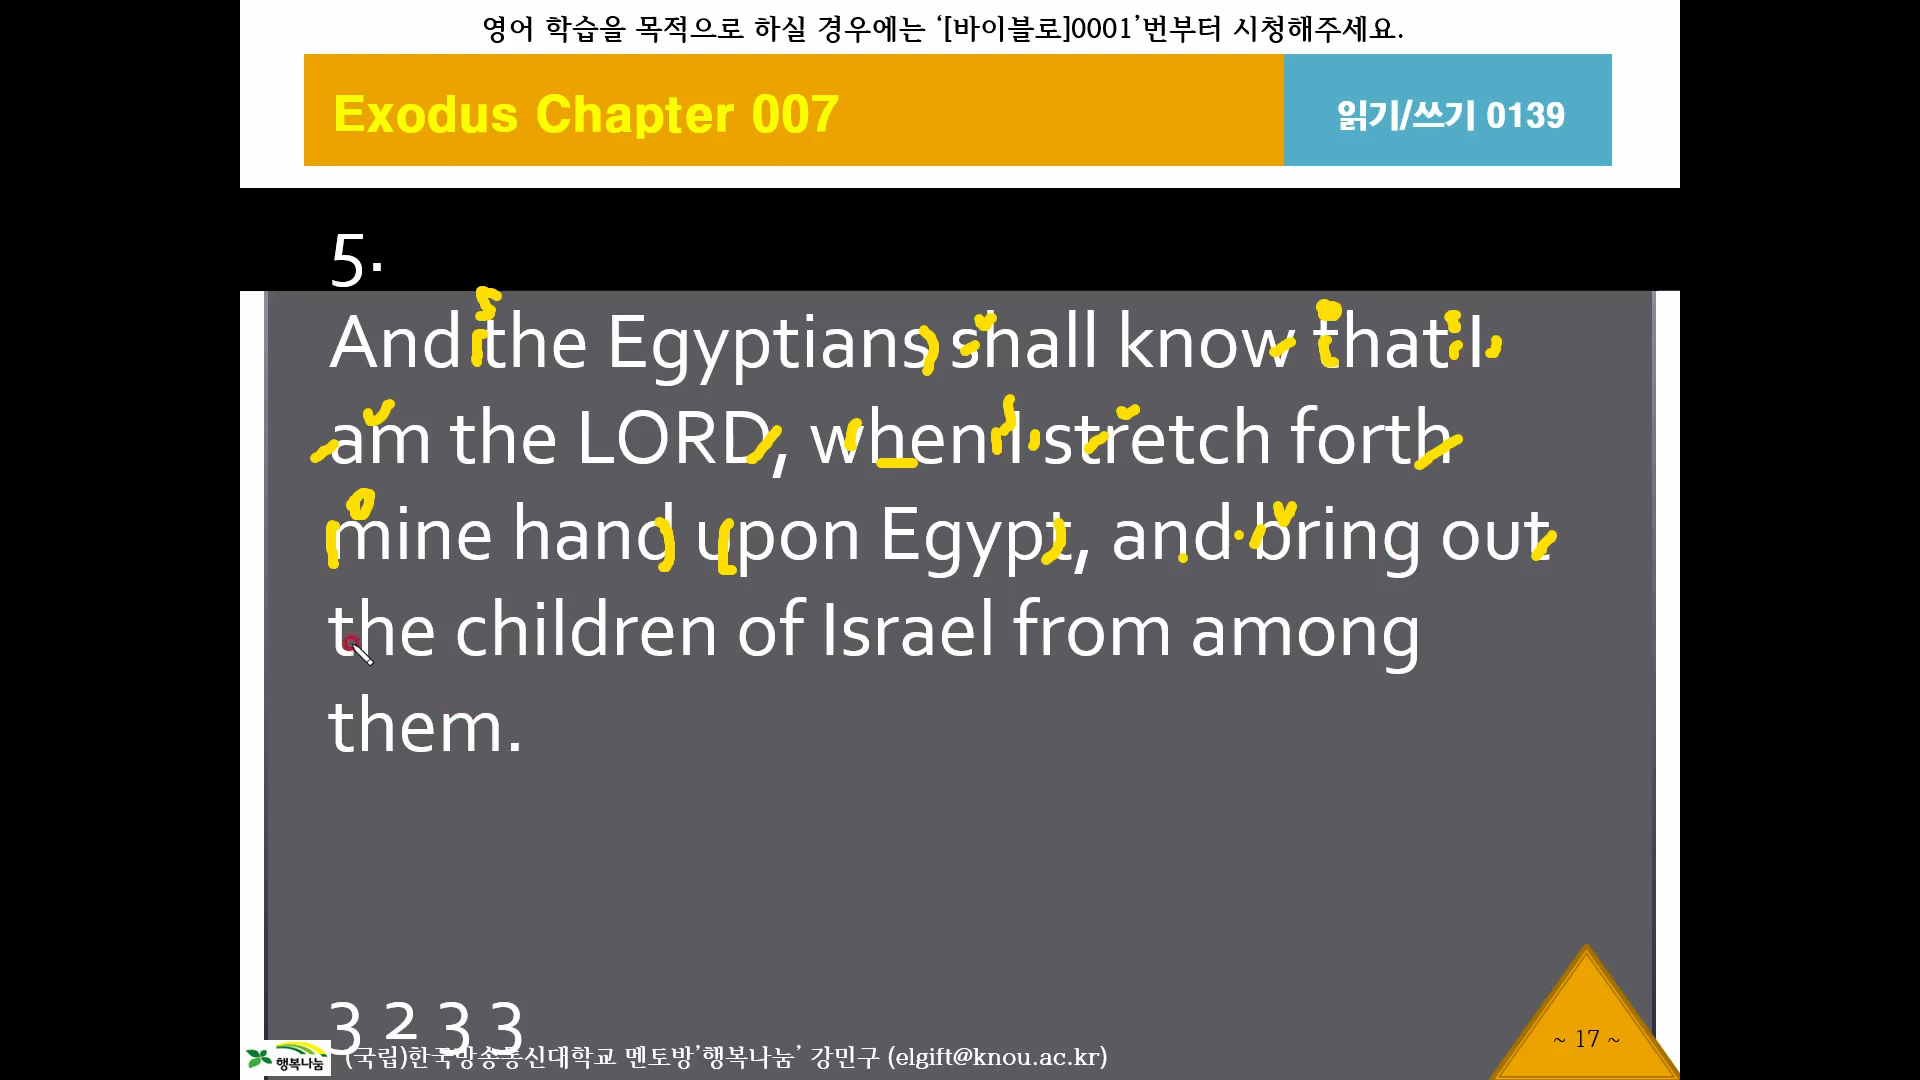 영어 학습을 목적으로 하실 경우에는 ‘[바이블로]0001’번부터 시청해주세요.
Exodus Chapter 007
읽기/쓰기 0139
5.
And the Egyptians shall know that I
am the LORD, when I stretch forth
mine hand upon Egypt, and bring out
the children of Israel from among
them.
3 2 3 3
행복나눔
(국립)한국방송통신대학교 멘토방’행복나눔’ 강민구 (elgift@knou.ac.kr)
~ 17 ~